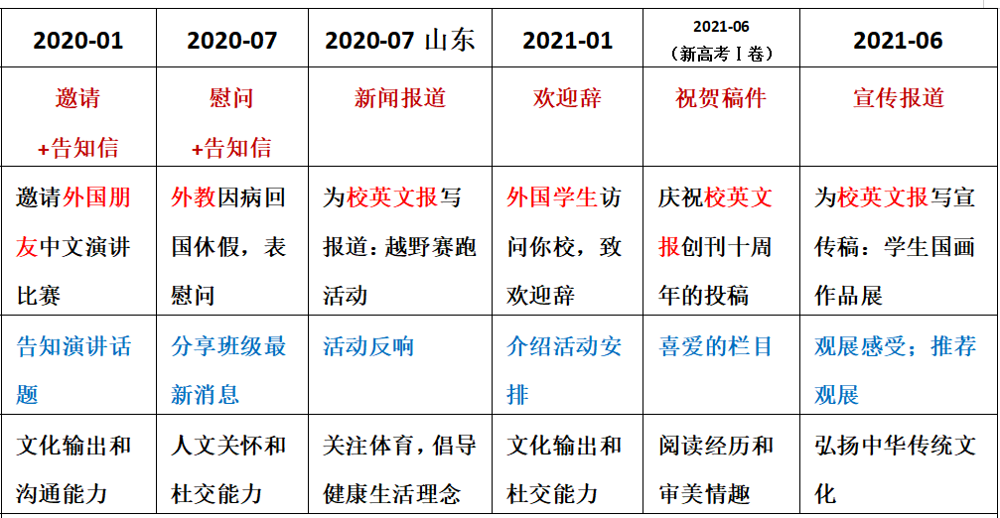 2020-01
2020-07
2020-07 山东
2021-01
2021-06
（新高考Ⅰ卷）
2021-06
邀请
+告知信
慰问
+告知信
新闻报道
欢迎辞
祝贺稿件
宣传报道
邀请外国朋
友中文演讲
比赛
外教因病回
国休假，表
慰问
为校英文报写
报道：越野赛跑
活动
外国学生访
问你校，致
欢迎辞
庆祝校英文
报创刊十周
年的投稿
为校英文报写宣
传稿：学生国画
作品展
告知演讲话
题
分享班级最
新消息
活动反响
介绍活动安
排
喜爱的栏目
观展感受；推荐
观展
文化输出和
沟通能力
人文关怀和
杜交能力
关注体育，倡导
健康生活理念
文化输出和
杜交能力
阅读经历和
审美情趣
弘扬中华传统文
化